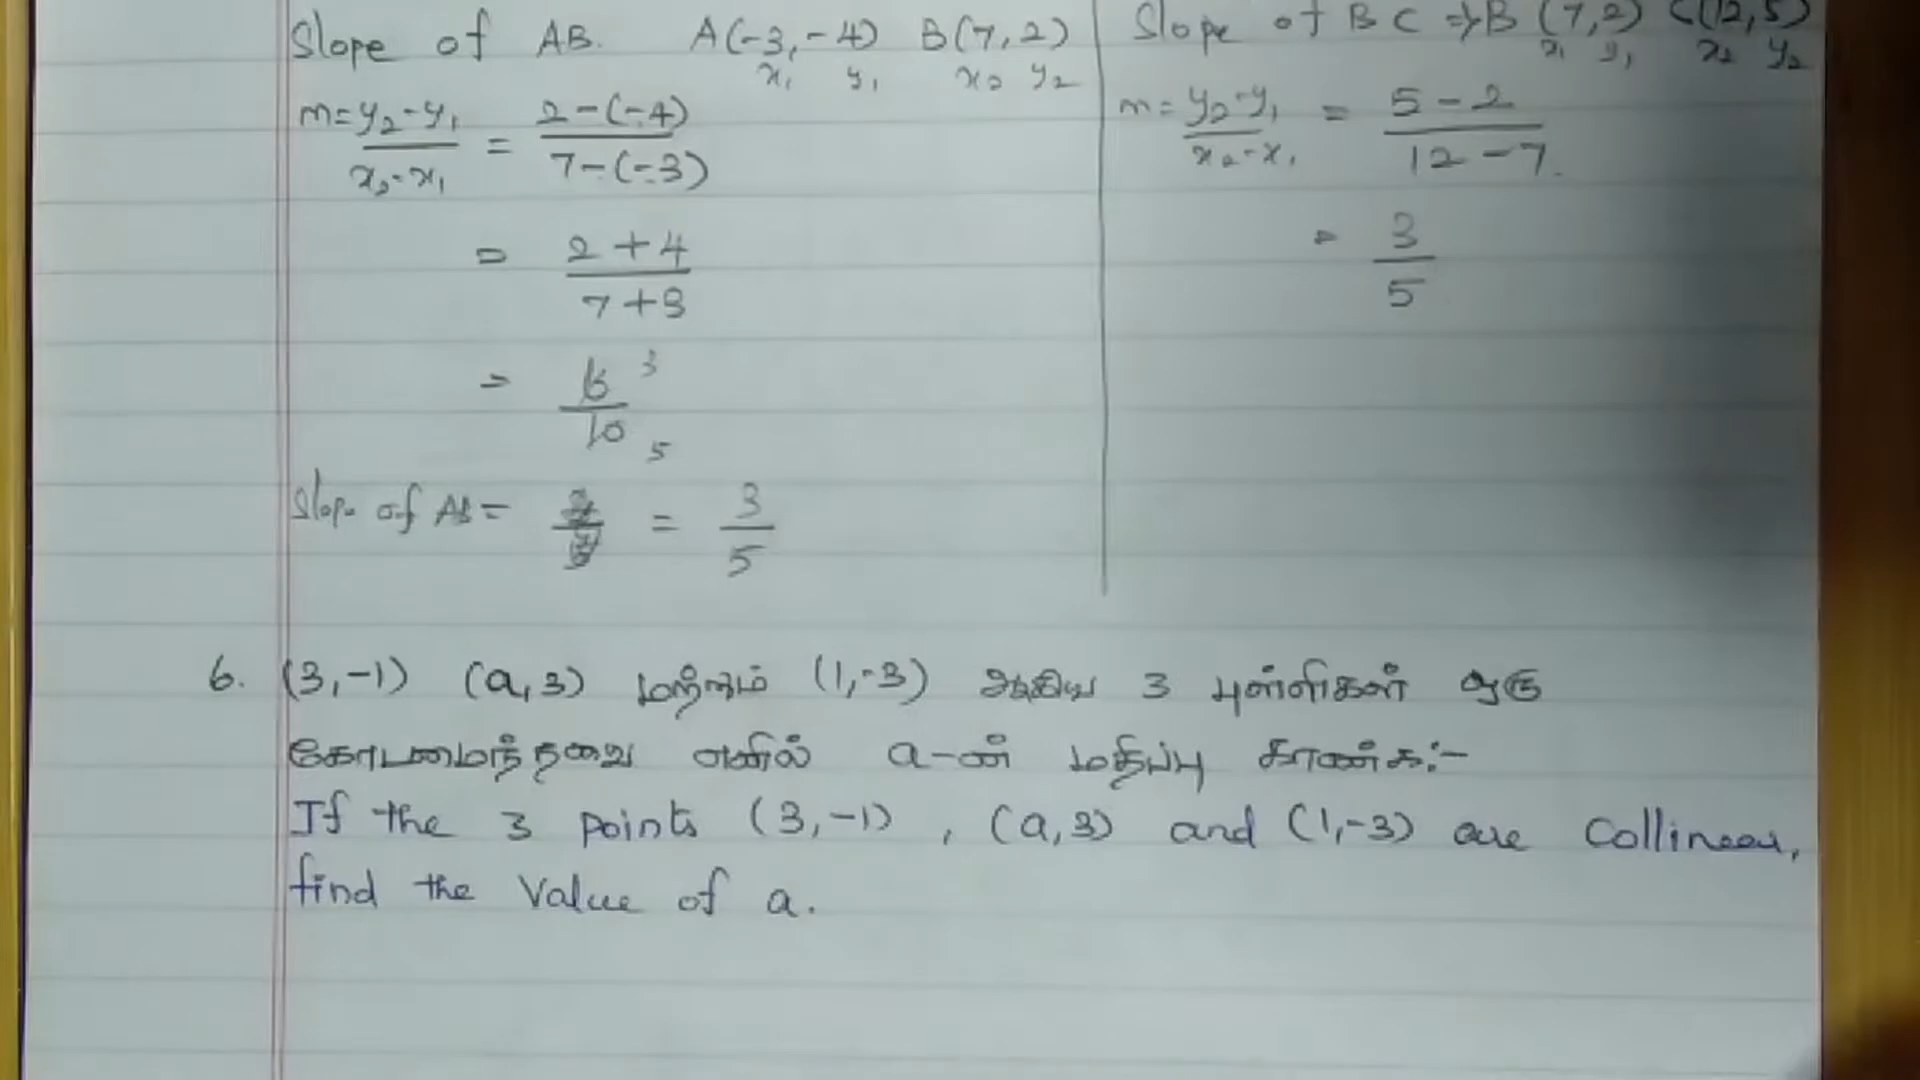 Slope of AB. A(-3,-4) B(7,2)
x₁ y₁ x₂ y₂
m = y₂-y₁ / x₂-x₁ = 2-(-4) / 7-(-3)
= 2+4 / 7+3
= 6 3 / 10 5
Slope of AB = = 3 / 5
Slope of BC ⇒ B (7,2) C(12,5)
x₁ y₁ x₂ y₂
m = y₂-y₁ / x₂-x₁ = 5-2 / 12-7.
= 3 / 5
6. (3,-1) (a,3) மற்றும் (1,-3) ஆகிய 3 புள்ளிகள் ஒரு
கோடமைந்தவை எனில் a-ன் மதிப்பு காண்க:-
If the 3 points (3,-1) , (a,3) and (1,-3) are Collinear,
find the Value of a.